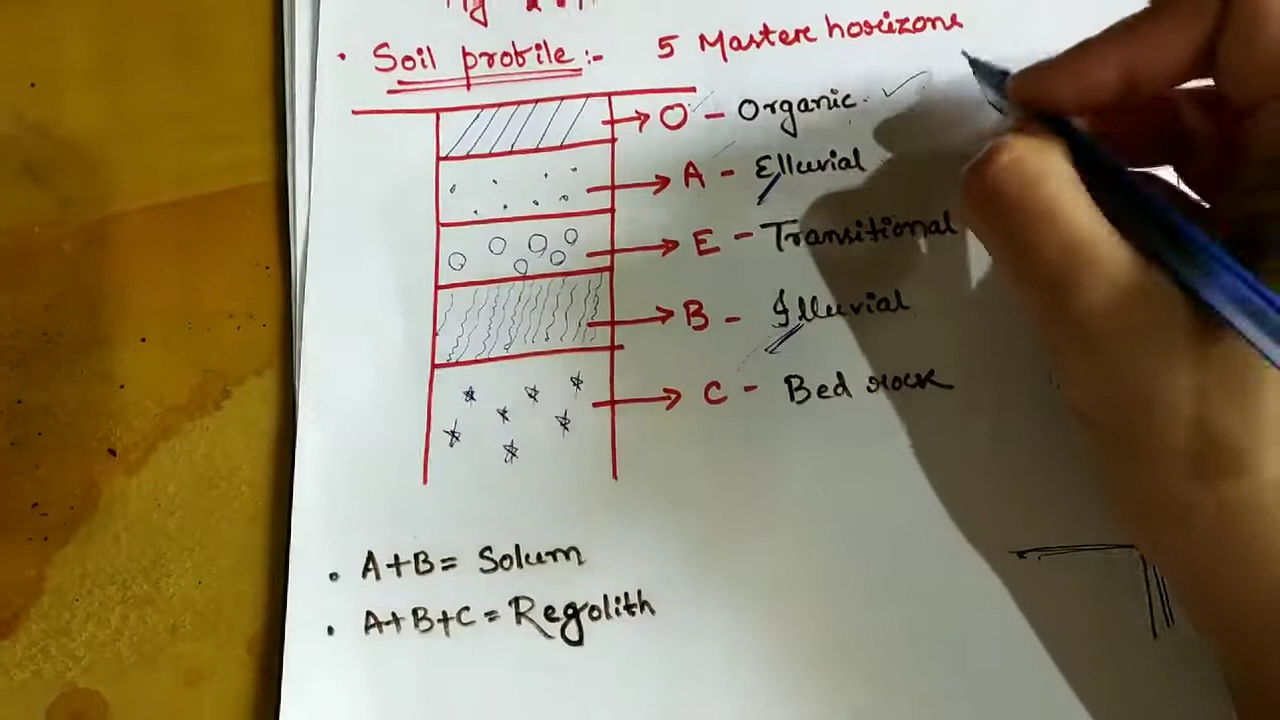 • Soil profile :- 5 Master horizons
O - Organic
A - Elluvial
E - Transitional
B - Illuvial
C - Bed rock
• A+B = Solum
• A+B+C = Regolith